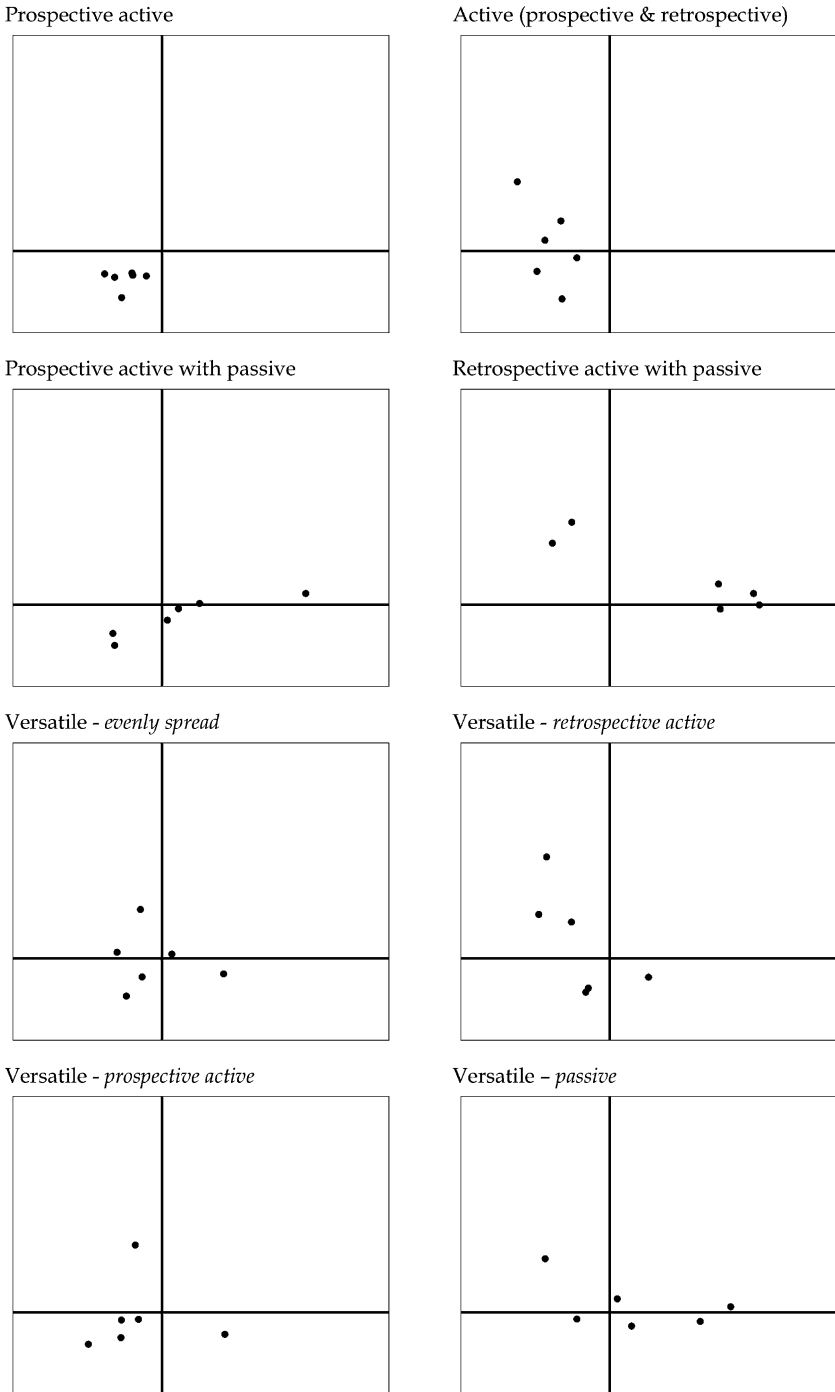 Prospective active
Active (prospective & retrospective)
Prospective active with passive
Retrospective active with passive
Versatile - evenly spread
Versatile - retrospective active
Versatile - prospective active
Versatile – passive